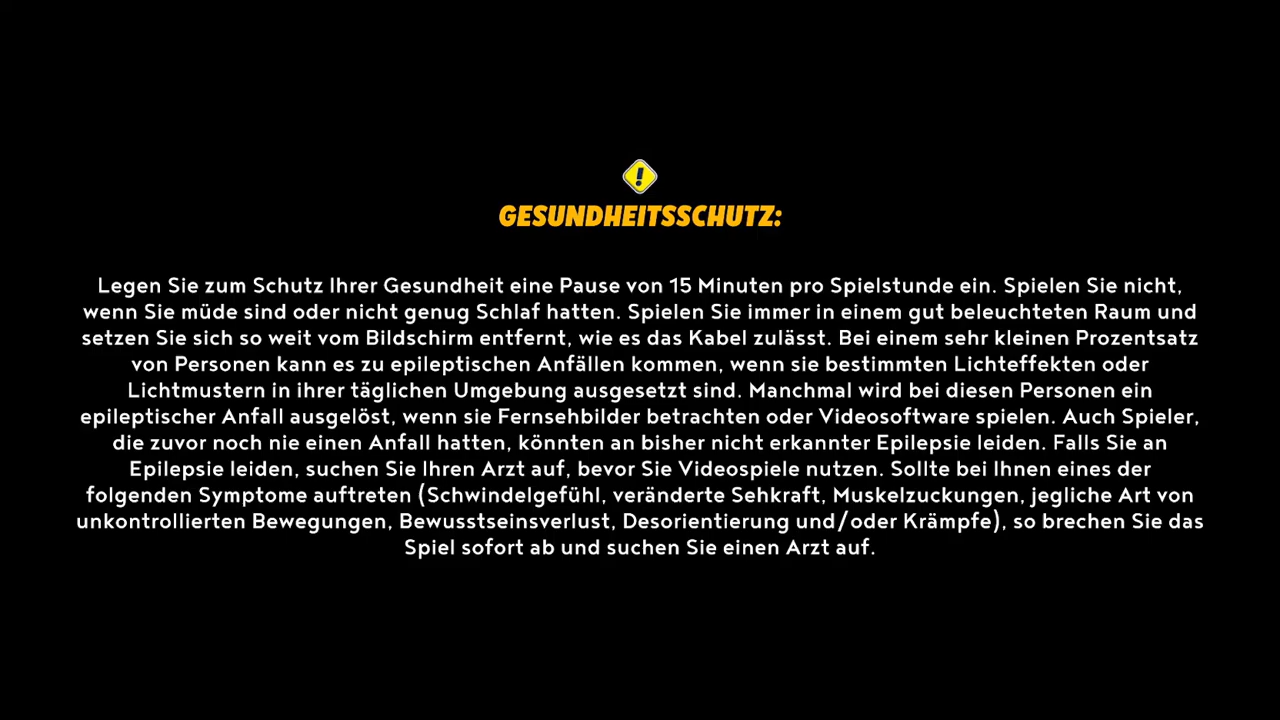 GESUNDHEITSSCHUTZ:
Legen Sie zum Schutz Ihrer Gesundheit eine Pause von 15 Minuten pro Spielstunde ein. Spielen Sie nicht,
wenn Sie müde sind oder nicht genug Schlaf hatten. Spielen Sie immer in einem gut beleuchteten Raum und
setzen Sie sich so weit vom Bildschirm entfernt, wie es das Kabel zulässt. Bei einem sehr kleinen Prozentsatz
von Personen kann es zu epileptischen Anfällen kommen, wenn sie bestimmten Lichteffekten oder
Lichtmustern in ihrer täglichen Umgebung ausgesetzt sind. Manchmal wird bei diesen Personen ein
epileptischer Anfall ausgelöst, wenn sie Fernsehbilder betrachten oder Videosoftware spielen. Auch Spieler,
die zuvor noch nie einen Anfall hatten, könnten an bisher nicht erkannter Epilepsie leiden. Falls Sie an
Epilepsie leiden, suchen Sie Ihren Arzt auf, bevor Sie Videospiele nutzen. Sollte bei Ihnen eines der
folgenden Symptome auftreten (Schwindelgefühl, veränderte Sehkraft, Muskelzuckungen, jegliche Art von
unkontrollierten Bewegungen, Bewusstseinsverlust, Desorientierung und/oder Krämpfe), so brechen Sie das
Spiel sofort ab und suchen Sie einen Arzt auf.